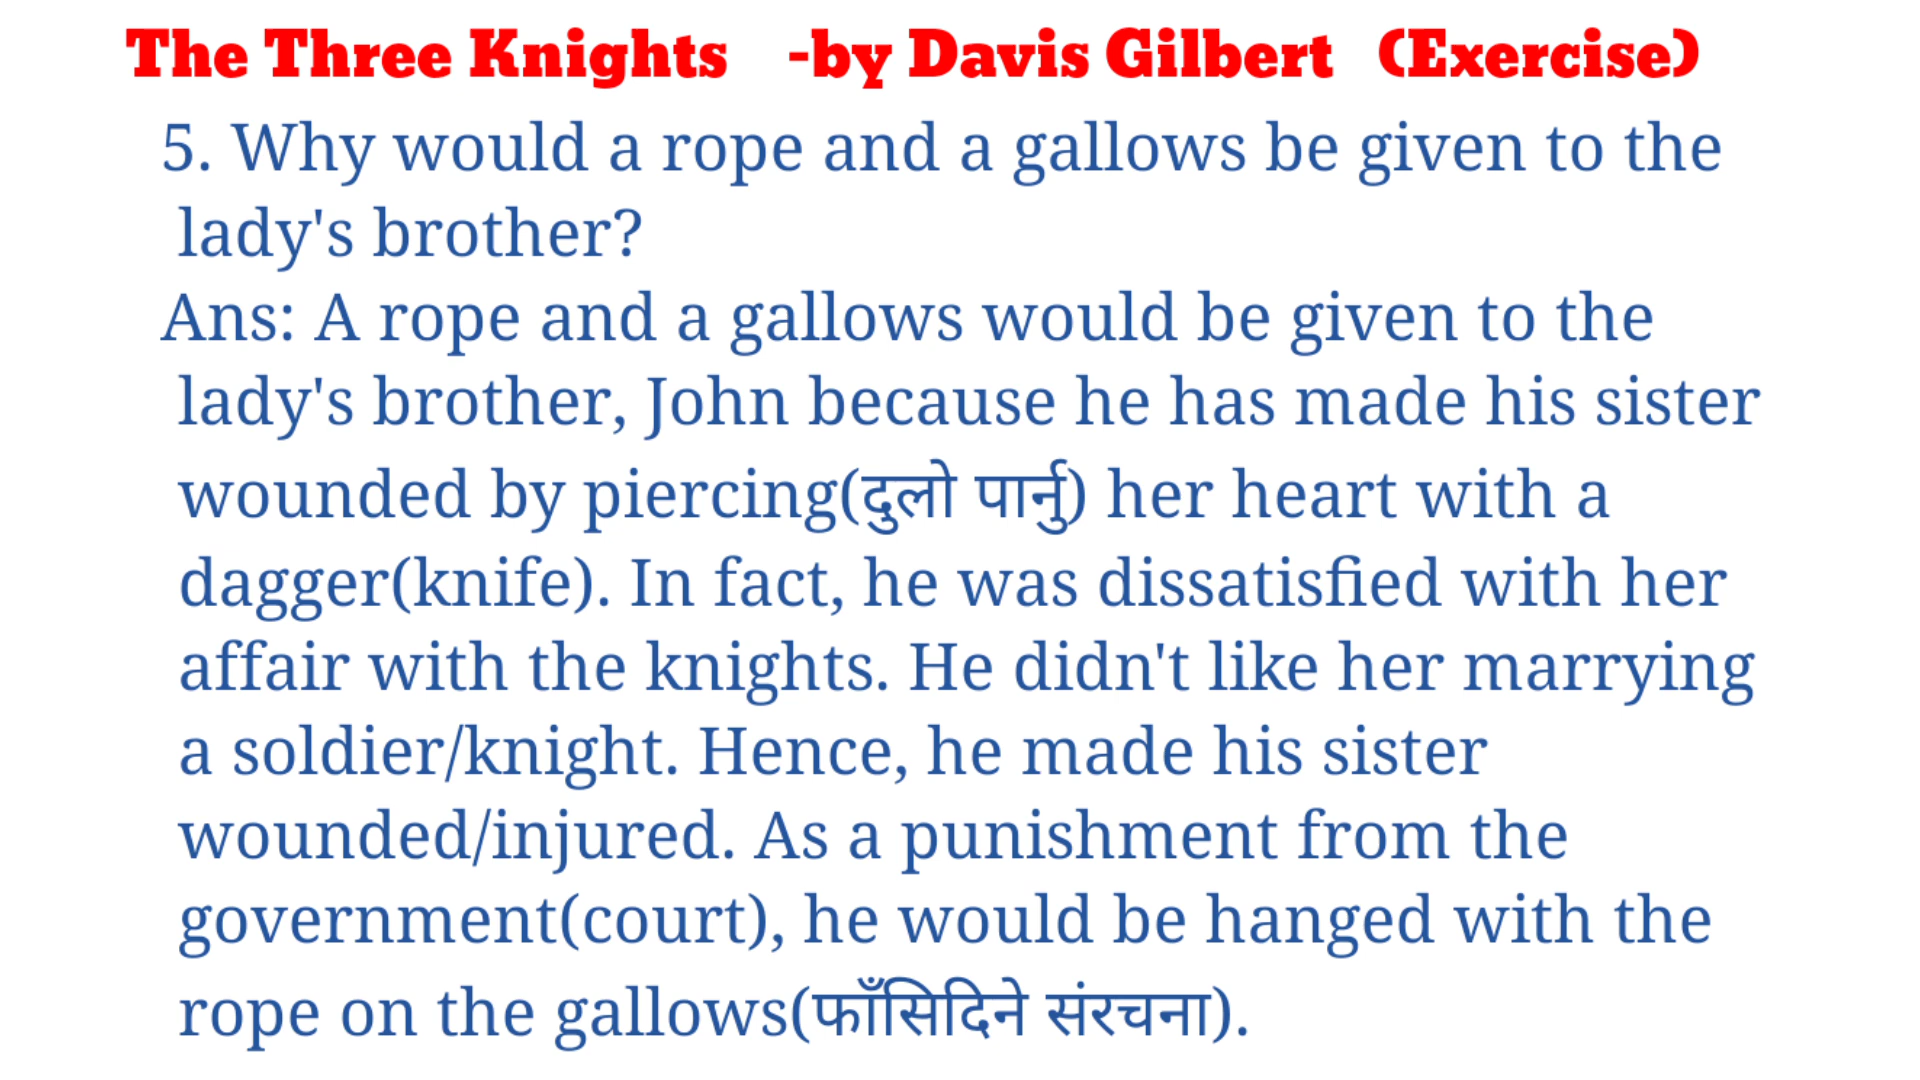 The Three Knights -by Davis Gilbert (Exercise)
5. Why would a rope and a gallows be given to the
lady's brother?
Ans: A rope and a gallows would be given to the
lady's brother, John because he has made his sister
wounded by piercing(दुलो पार्नु) her heart with a
dagger(knife). In fact, he was dissatisfied with her
affair with the knights. He didn't like her marrying
a soldier/knight. Hence, he made his sister
wounded/injured. As a punishment from the
government(court), he would be hanged with the
rope on the gallows(फाँसिदिने संरचना).